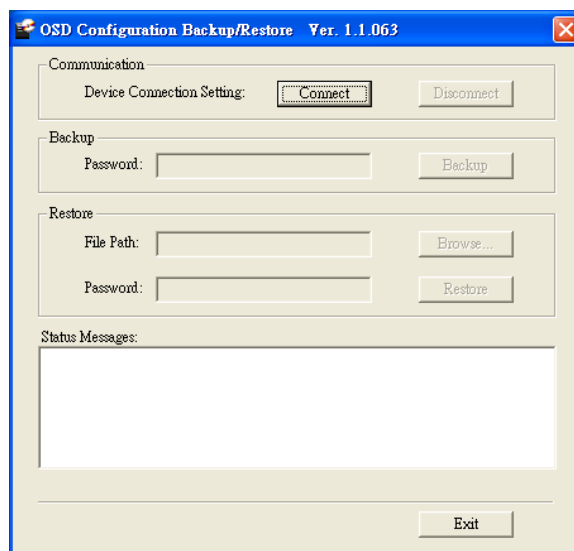 OSD Configuration Backup/Restore Ver. 1.1.063
Communication
Device Connection Setting: Connect Disconnect
Backup
Password: Backup
Restore
File Path: Browse...
Password: Restore
Status Messages:
Exit